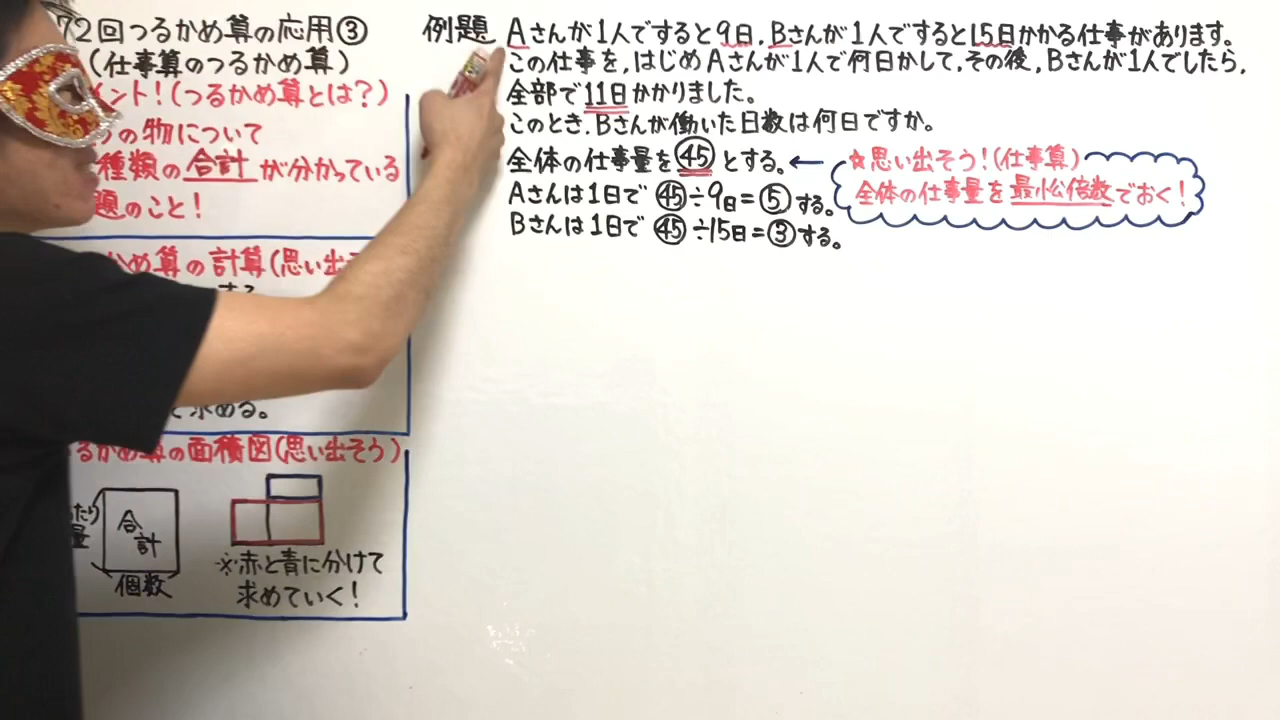 72回つるかめ算の応用③
(仕事算のつるかめ算)
イント!(つるかめ算とは?)
の物について
種類の合計が分かっている
題のこと!
かめ算の計算(思い出そ
求める。
るかめ算の面積図(思い出そう)
たり
量
合計
個数
※赤と青に分けて
求めていく!
例題 Aさんが1人ですると9日,Bさんが1人ですると15日かかる仕事があります。
この仕事を,はじめAさんが1人で何日かして,その後,Bさんが1人でしたら,
全部で11日かかりました。
このとき,Bさんが働いた日数は何日ですか。
全体の仕事量を㊺とする。←
Aさんは1日で ㊺÷9日=⑤する。
Bさんは1日で ㊺÷15日=③する。
☆思い出そう!(仕事算)
全体の仕事量を最小公倍数でおく!